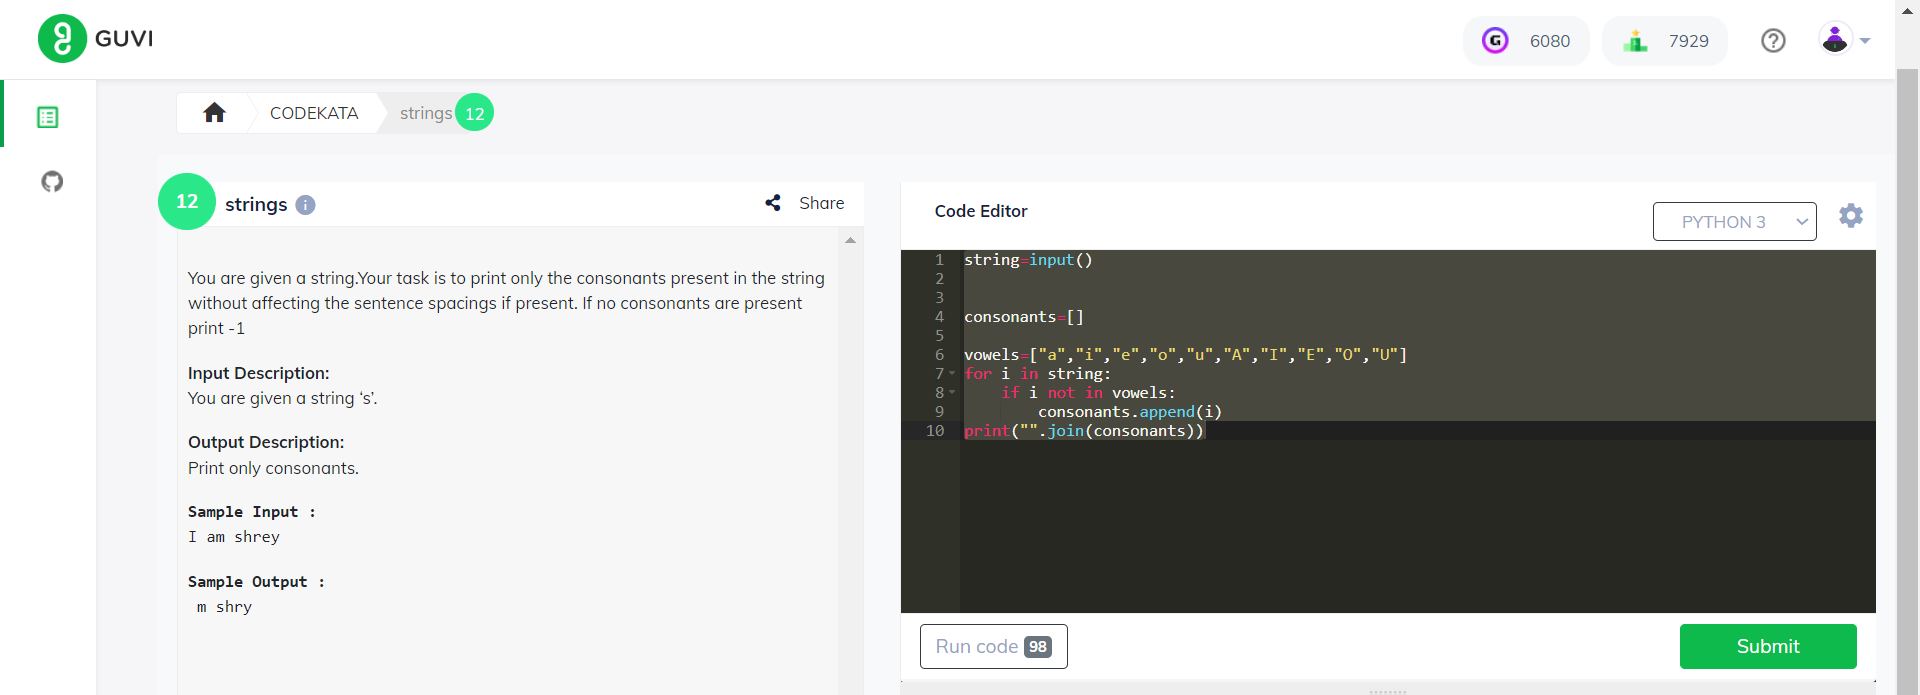 GUVI
6080
7929
CODEKATA
strings 12
12
strings
Share
You are given a string.Your task is to print only the consonants present in the string
without affecting the sentence spacings if present. If no consonants are present
print -1
Input Description:
You are given a string ‘s’.
Output Description:
Print only consonants.
Sample Input :
I am shrey
Sample Output :
 m shry
Code Editor
PYTHON 3
1 string=input()
2
3
4 consonants=[]
5
6 vowels=["a","i","e","o","u","A","I","E","O","U"]
7 for i in string:
8     if i not in vowels:
9         consonants.append(i)
10 print("".join(consonants))
Run code 98
Submit